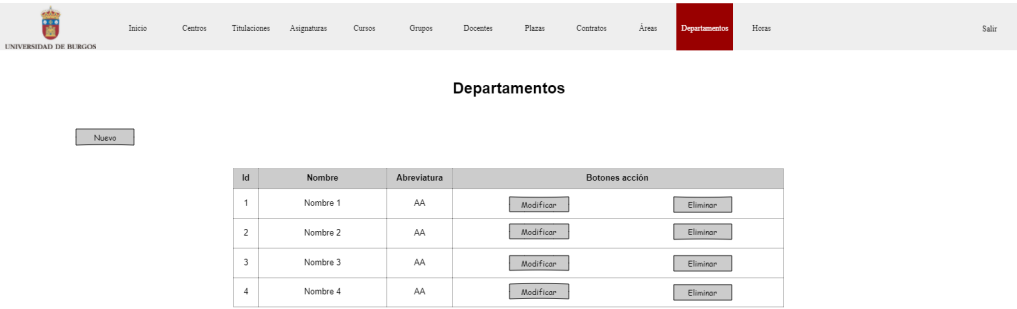 Inicio Centros Titulaciones Asignaturas Cursos Grupos Docentes Plazas Contratos Áreas Departamentos Horas Salir
UNIVERSIDAD DE BURGOS
Departamentos
Nuevo
Id Nombre Abreviatura Botones acción
1 Nombre 1 AA Modificar Eliminar
2 Nombre 2 AA Modificar Eliminar
3 Nombre 3 AA Modificar Eliminar
4 Nombre 4 AA Modificar Eliminar